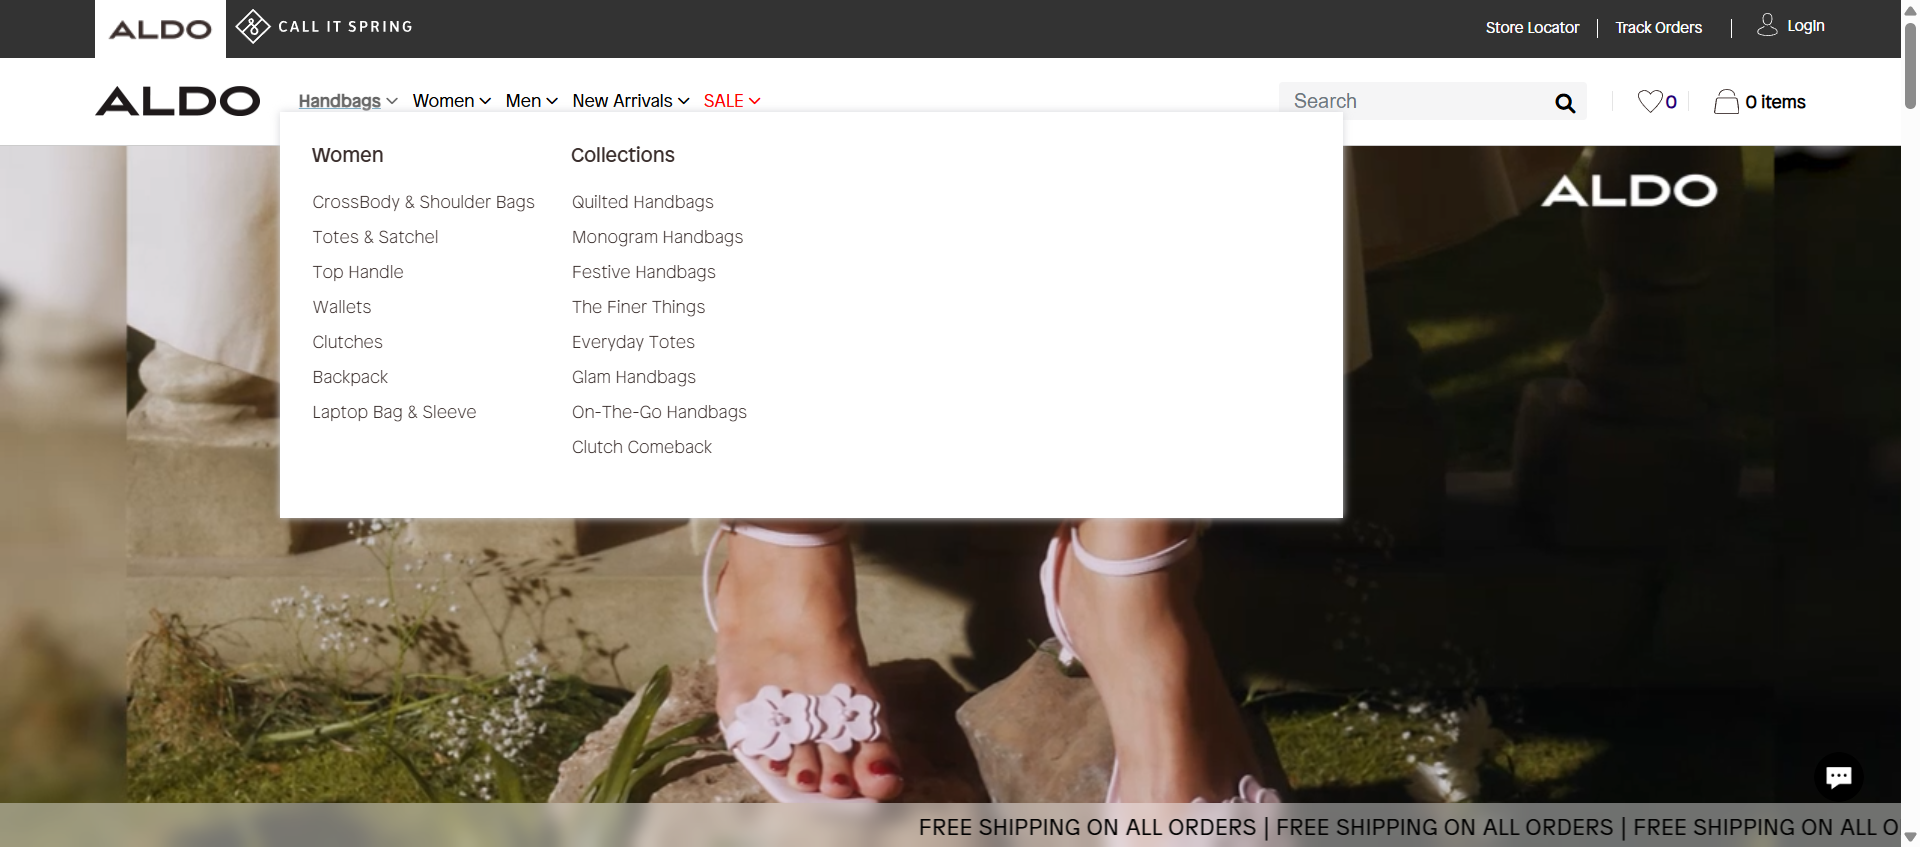 ALDO
CALL IT SPRING
Store Locator
Track Orders
Login
ALDO
Handbags
Women
Men
New Arrivals
SALE
Search
0
0 items
Women
CrossBody & Shoulder Bags
Totes & Satchel
Top Handle
Wallets
Clutches
Backpack
Laptop Bag & Sleeve
Collections
Quilted Handbags
Monogram Handbags
Festive Handbags
The Finer Things
Everyday Totes
Glam Handbags
On-The-Go Handbags
Clutch Comeback
ALDO
FREE SHIPPING ON ALL ORDERS | FREE SHIPPING ON ALL ORDERS | FREE SHIPPING ON ALL O